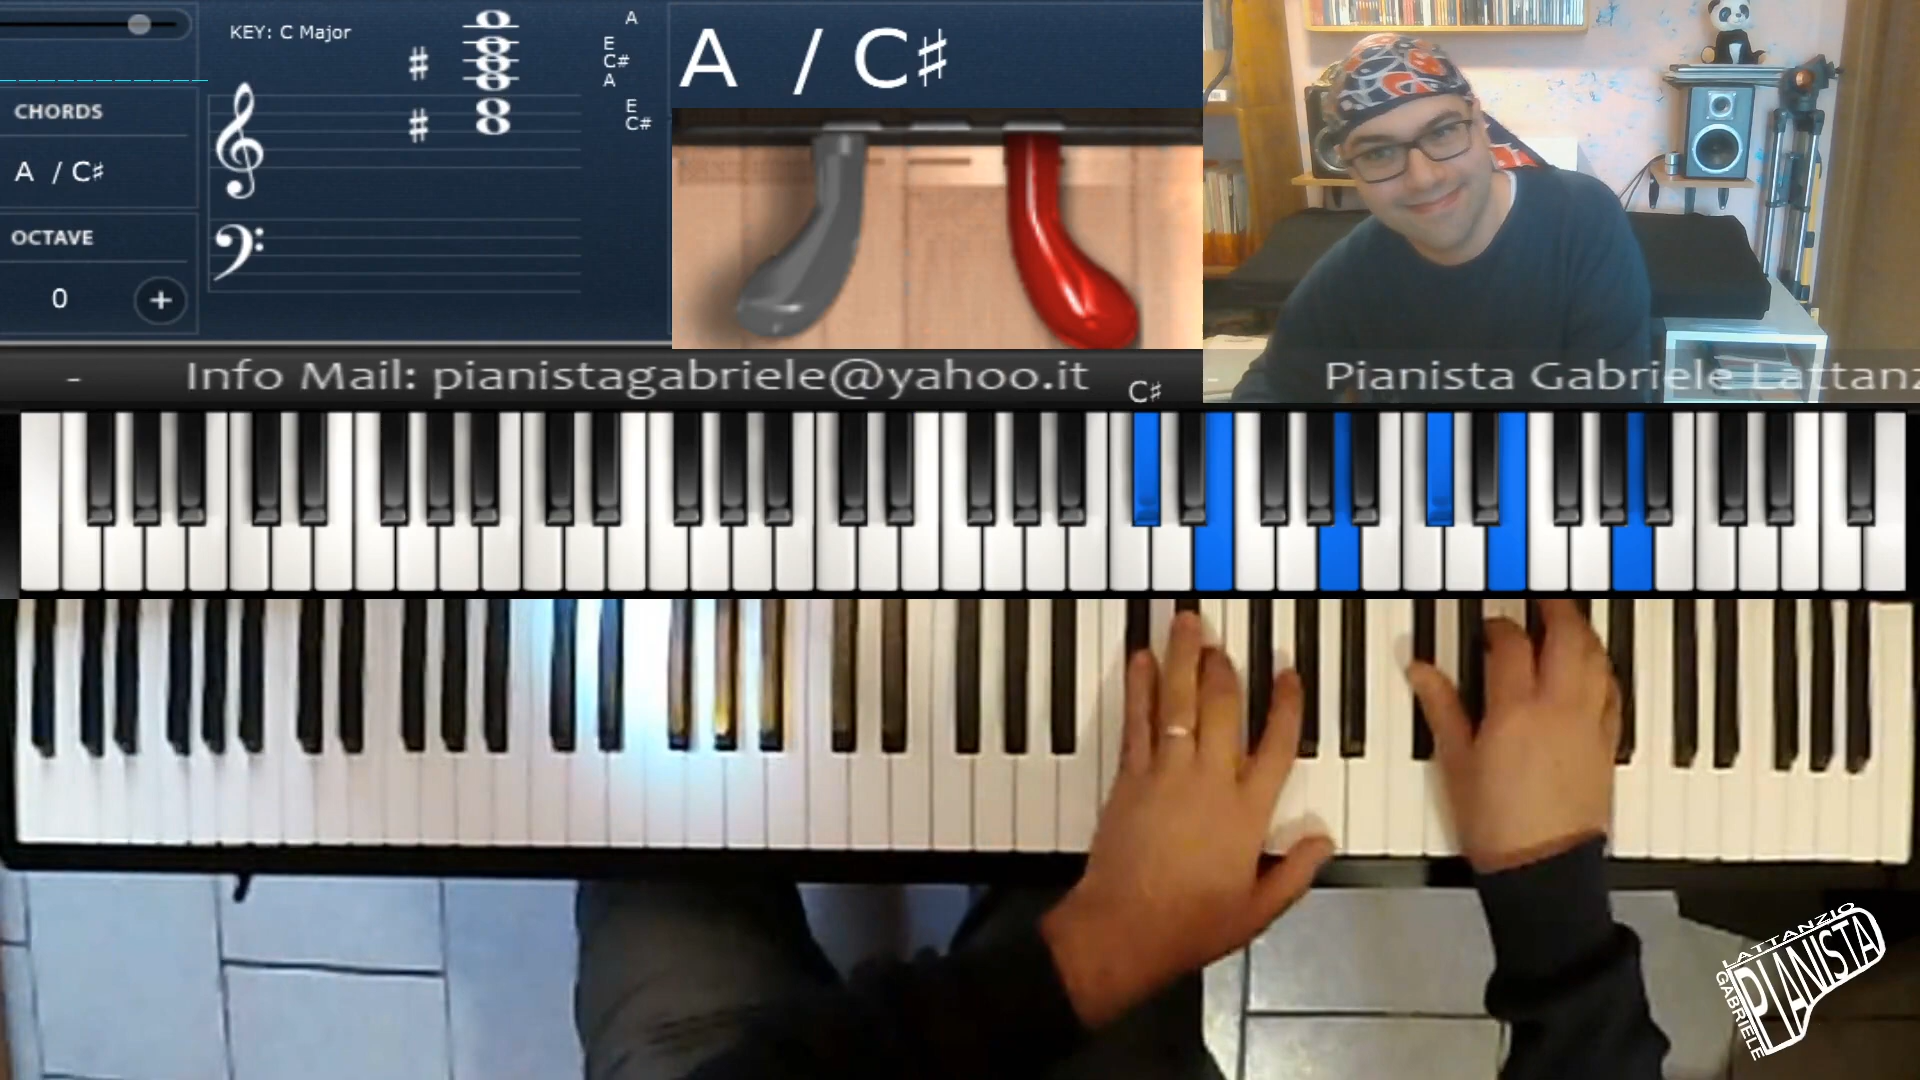 KEY: C Major
A
E
C#
A
E
C#
♯
♯
A / C♯
CHORDS
A / C♯
OCTAVE
0
+
- Info Mail: pianistagabriele@yahoo.it
- Pianista Gabriele Lattanz
C♯
LATTANZIO
PIANISTA
GABRIELE